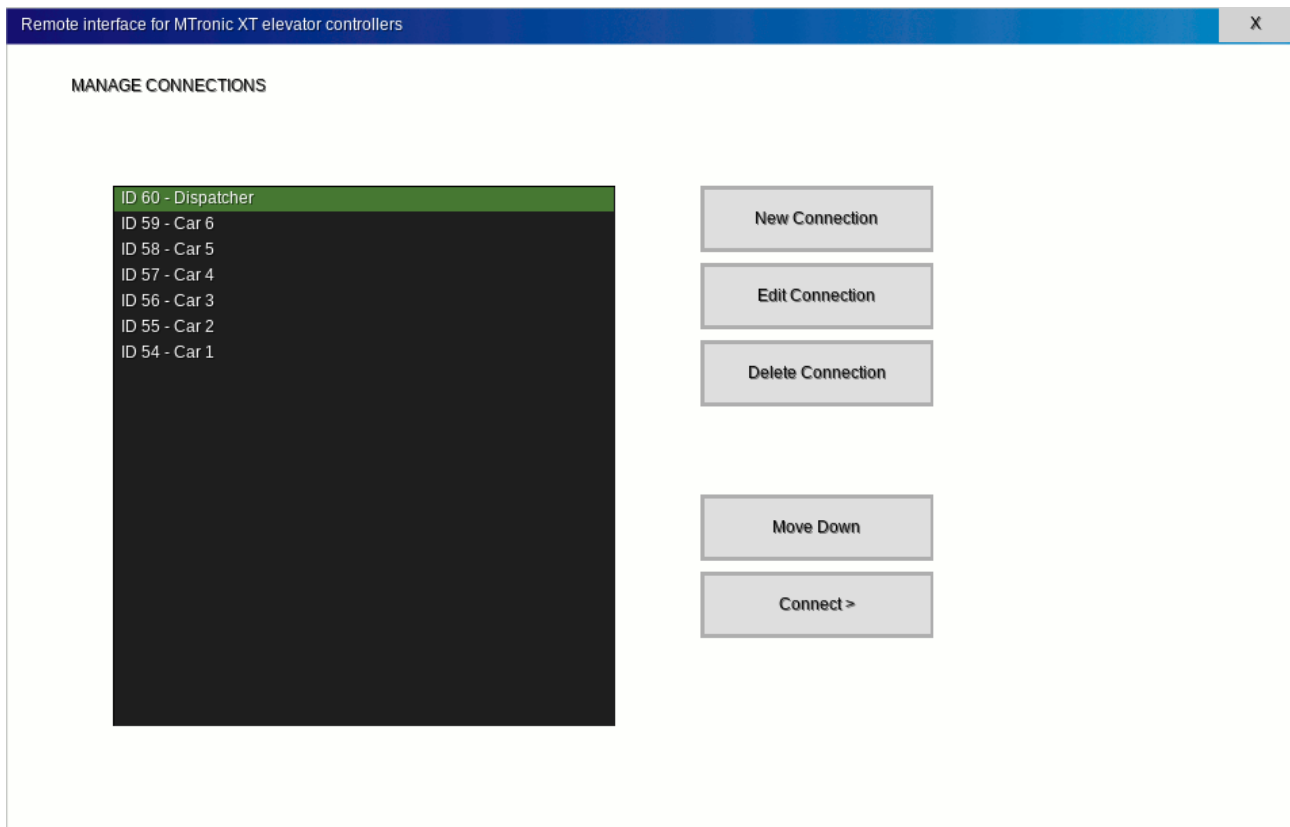 Remote interface for MTronic XT elevator controllers
X
MANAGE CONNECTIONS
ID 60 - Dispatcher
ID 59 - Car 6
ID 58 - Car 5
ID 57 - Car 4
ID 56 - Car 3
ID 55 - Car 2
ID 54 - Car 1
New Connection
Edit Connection
Delete Connection
Move Down
Connect >